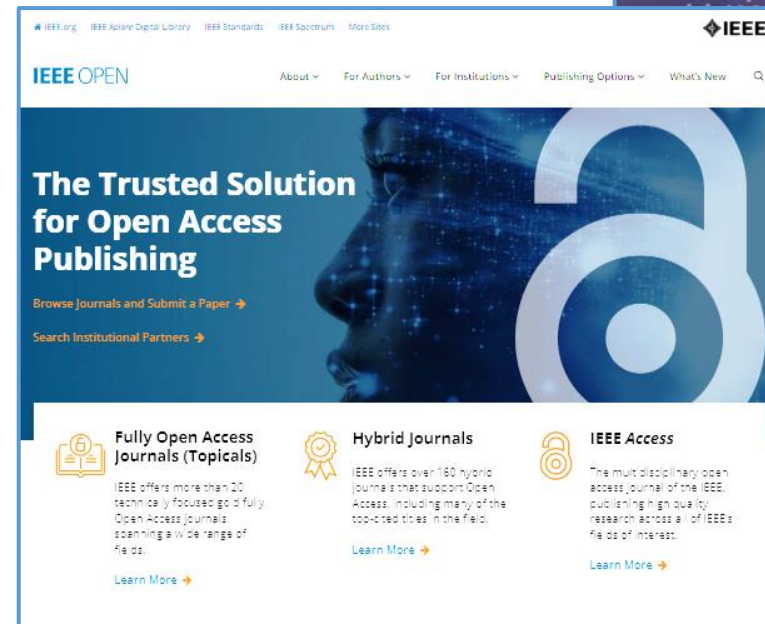 IEEE.org IEEE Xplore Digital Library IEEE Standards IEEE Spectrum More Sites
IEEE
IEEE OPEN
About For Authors For Institutions Publishing Options What's New
The Trusted Solution
for Open Access
Publishing
Browse Journals and Submit a Paper →
Search Institutional Partners →
Fully Open Access
Journals (Topicals)
IEEE offers more than 20
technically focused gold fully
Open Access journals
spanning a wide range of
fields.
Learn More →
Hybrid Journals
IEEE offers over 160 hybrid
journals that support Open
Access, including many of the
top-cited titles in the field.
Learn More →
IEEE Access
The multidisciplinary open
access journal of the IEEE,
publishing high quality
research across all of IEEE's
fields of interest.
Learn More →